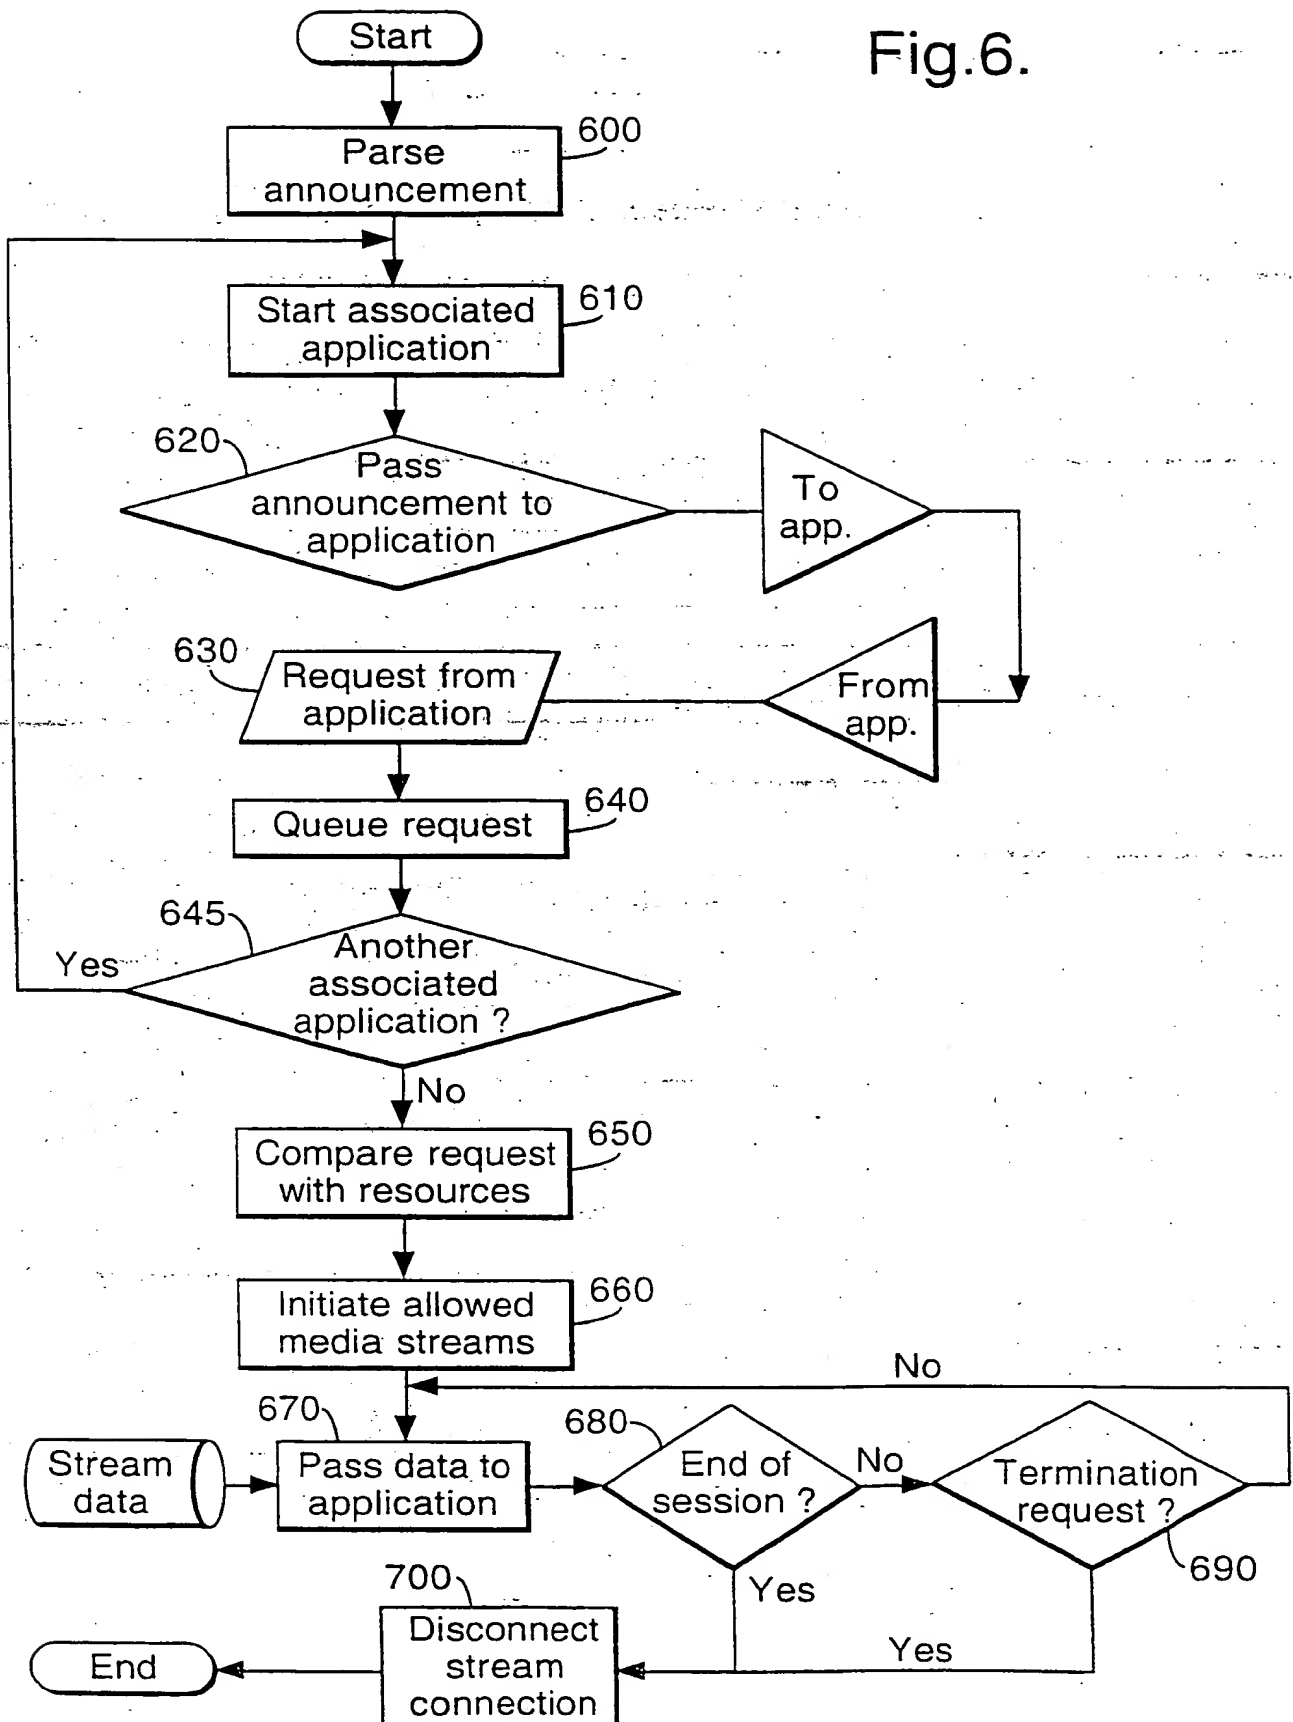 Fig.6.
Start
600
Parse
announcement
610
Start associated
application
620
Pass
announcement to
application
To
app.
From
app.
630
Request from
application
640
Queue request
645
Another
associated
application ?
Yes
No
650
Compare request
with resources
660
Initiate allowed
media streams
No
670
Stream
data
Pass data to
application
680
End of
session ?
No
Termination
request ?
690
Yes
Yes
700
Disconnect
stream
connection
End